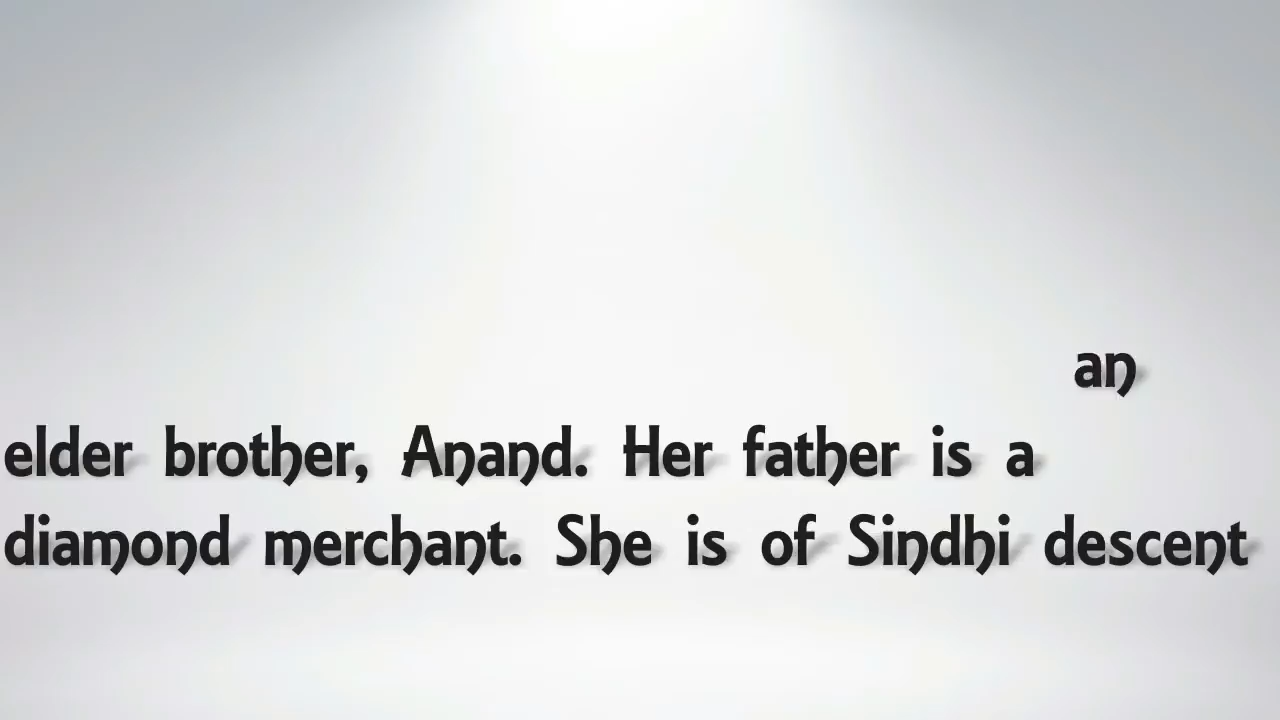 an
elder brother, Anand. Her father is a
diamond merchant. She is of Sindhi descent